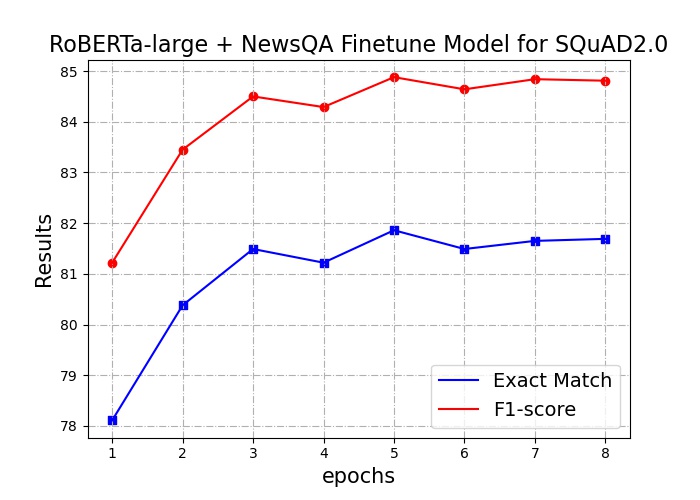 RoBERTa-large + NewsQA Finetune Model for SQuAD2.0
85
84
83
82
81
80
79
78
Results
Exact Match
F1-score
1 2 3 4 5 6 7 8
epochs